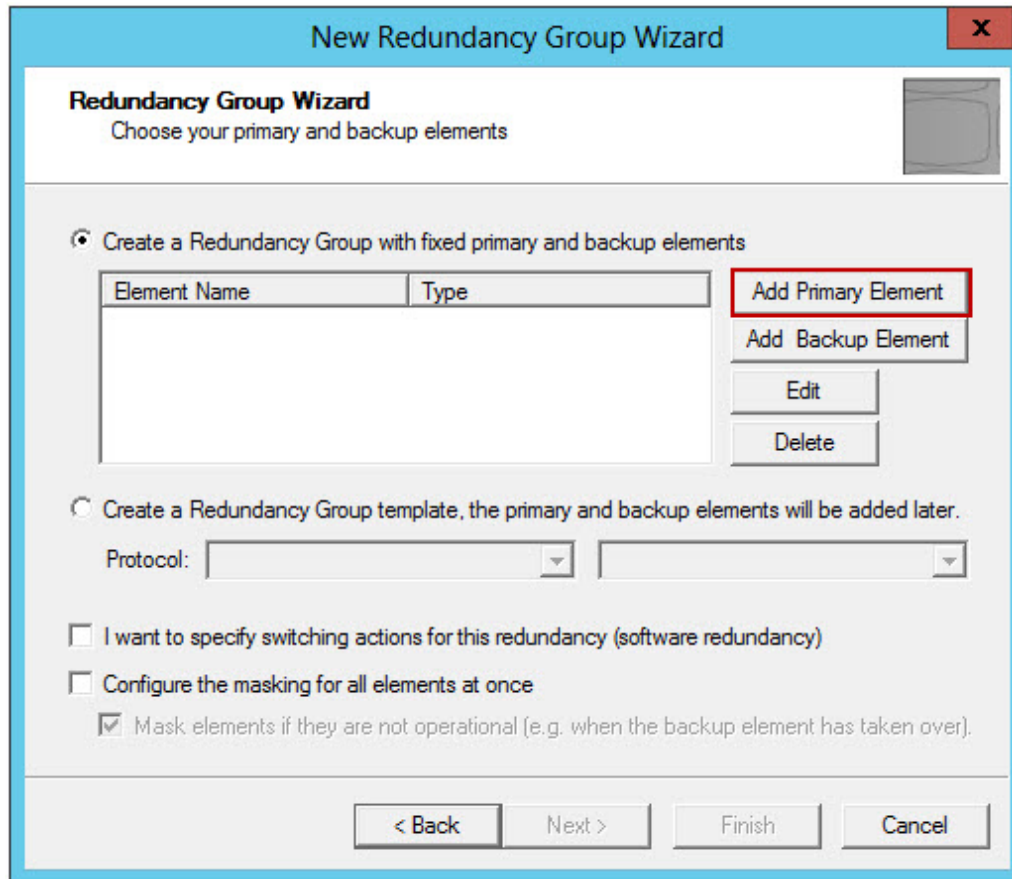 New Redundancy Group Wizard
x
Redundancy Group Wizard
Choose your primary and backup elements
Create a Redundancy Group with fixed primary and backup elements
Element Name Type
Add Primary Element
Add Backup Element
Edit
Delete
Create a Redundancy Group template, the primary and backup elements will be added later.
Protocol:
I want to specify switching actions for this redundancy (software redundancy)
Configure the masking for all elements at once
Mask elements if they are not operational (e.g. when the backup element has taken over).
< Back Next > Finish Cancel